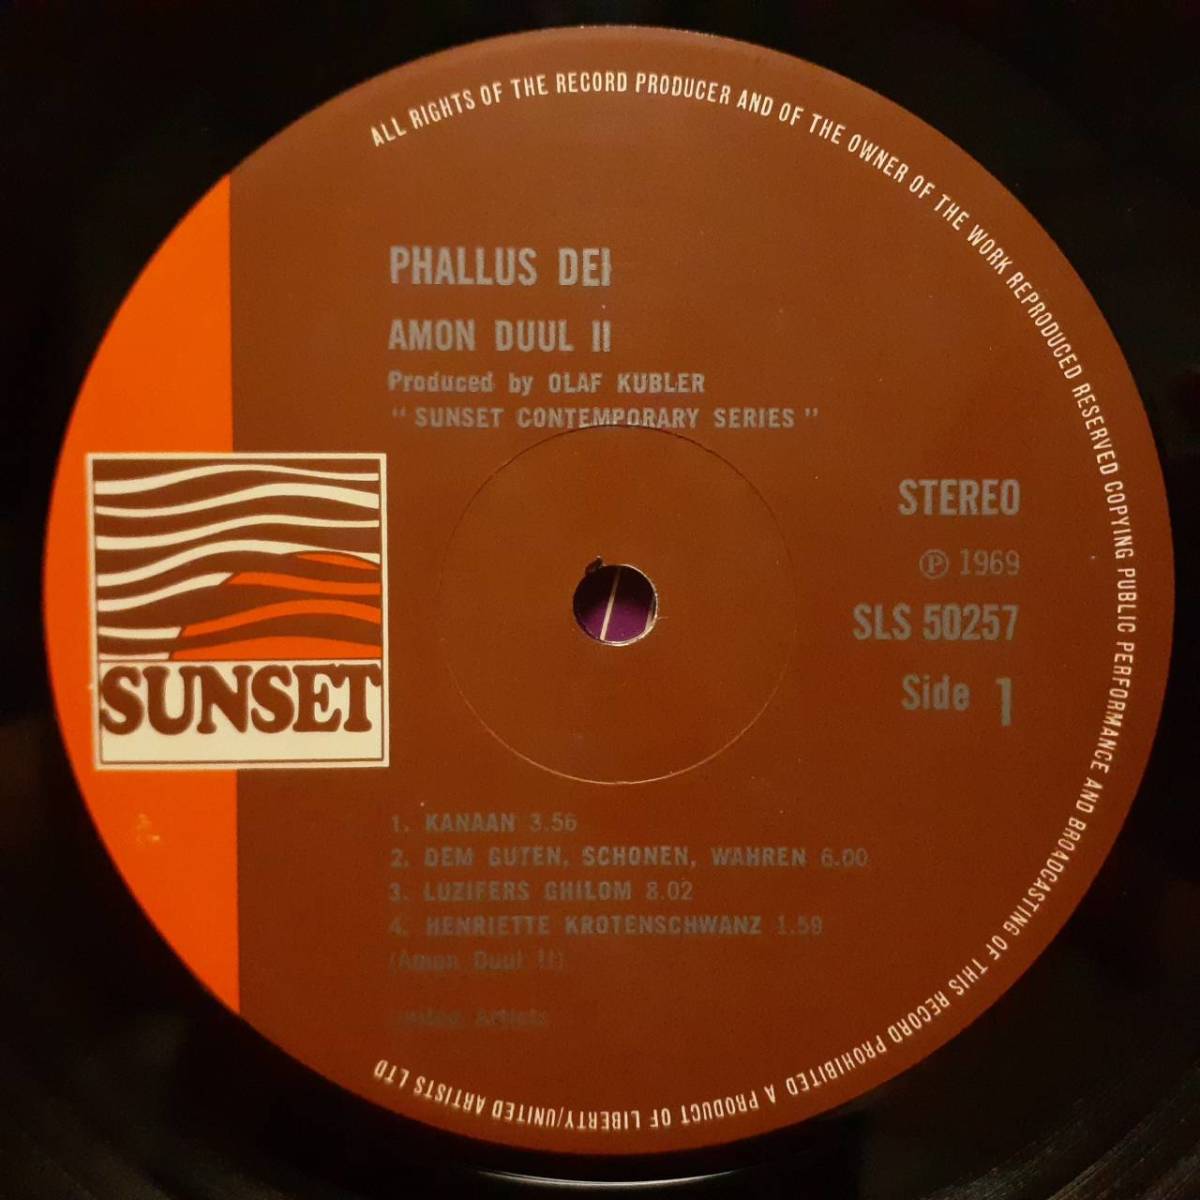 ALL RIGHTS OF THE RECORD PRODUCER AND OF THE OWNER OF THE WORK REPRODUCED RESERVED COPYING PUBLIC PERFORMANCE AND BROADCASTING OF THIS RECORD PROHIBITED A PRODUCT OF LIBERTY/UNITED ARTISTS LTD
PHALLUS DEI
AMON DUUL II
Produced by OLAF KUBLER
"SUNSET CONTEMPORARY SERIES"
STEREO
Ⓟ 1969
SLS 50257
Side 1
SUNSET
1. KANAAN 3.56
2. DEM GUTEN, SCHONEN, WAHREN 6.00
3. LUZIFERS GHILOM 8.02
4. HENRIETTE KROTENSCHWANZ 1.59
(Amon Duul II)
United Artists